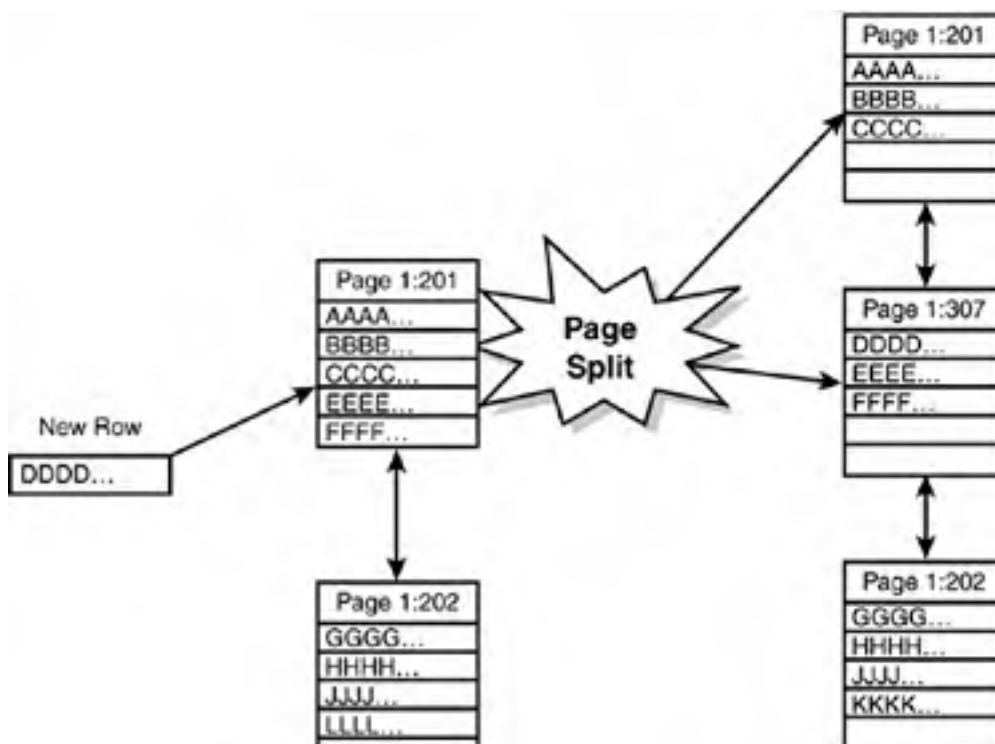 New Row
DDDD...
Page 1:201
AAAA...
BBBB...
CCCC...
EEEE...
FFFF...
Page 1:202
GGGG...
HHHH...
JJJJ...
LLLL...
Page
Split
Page 1:201
AAAA...
BBBB...
CCCC...
Page 1:307
DDDD...
EEEE...
FFFF...
Page 1:202
GGGG...
HHHH...
JJJJ...
KKKK...